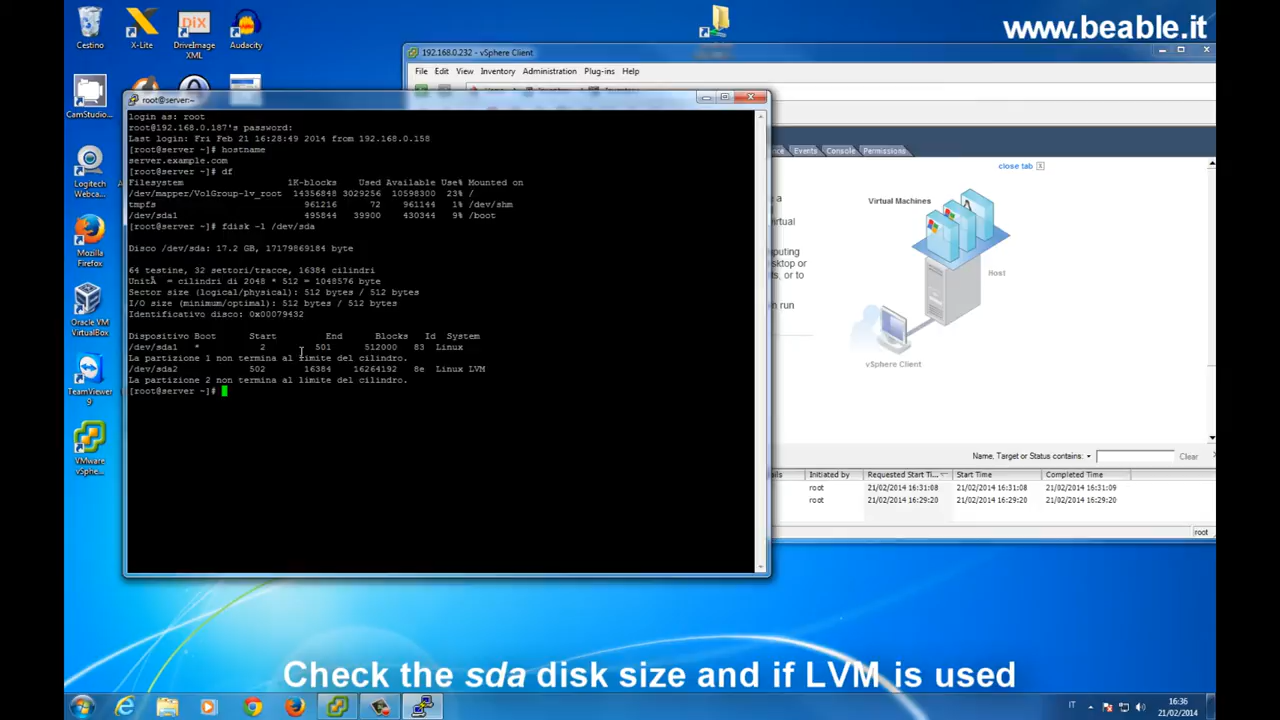 www.beable.it
Cestino
X-Lite
DriveImage
XML
Audacity
CamStudio...
Logitech
Webca...
Mozilla
Firefox
Oracle VM
VirtualBox
TeamViewer
9
VMware
vSphe...
192.168.0.232 - vSphere Client
File Edit View Inventory Administration Plug-ins Help
root@server:~
login as: root
root@192.168.0.187's password:
Last login: Fri Feb 21 16:28:49 2014 from 192.168.0.158
[root@server ~]# hostname
server.example.com
[root@server ~]# df
Filesystem 1K-blocks Used Available Use% Mounted on
/dev/mapper/VolGroup-lv_root 14356848 3029256 10598300 23% /
tmpfs 961216 72 961144 1% /dev/shm
/dev/sda1 495844 39900 430344 9% /boot
[root@server ~]# fdisk -l /dev/sda
Disco /dev/sda: 17.2 GB, 17179869184 byte
64 testine, 32 settori/tracce, 16384 cilindri
UnitÃ = cilindri di 2048 * 512 = 1048576 byte
Sector size (logical/physical): 512 bytes / 512 bytes
I/O size (minimum/optimal): 512 bytes / 512 bytes
Identificativo disco: 0x00079432
Dispositivo Boot Start End Blocks Id System
/dev/sda1 * 2 501 512000 83 Linux
La partizione 1 non termina al limite del cilindro.
/dev/sda2 502 16384 16264192 8e Linux LVM
La partizione 2 non termina al limite del cilindro.
[root@server ~]#
nce Events Console Permissions
close tab
Virtual Machines
Host
vSphere Client
a
virtual
puting
esktop or
s, or to
n run
Name, Target or Status contains: Clear
ails Initiated by Requested Start Ti... Start Time Completed Time
root 21/02/2014 16:31:08 21/02/2014 16:31:08 21/02/2014 16:31:09
root 21/02/2014 16:29:20 21/02/2014 16:29:20 21/02/2014 16:29:20
root
Check the sda disk size and if LVM is used
IT
16:36
21/02/2014